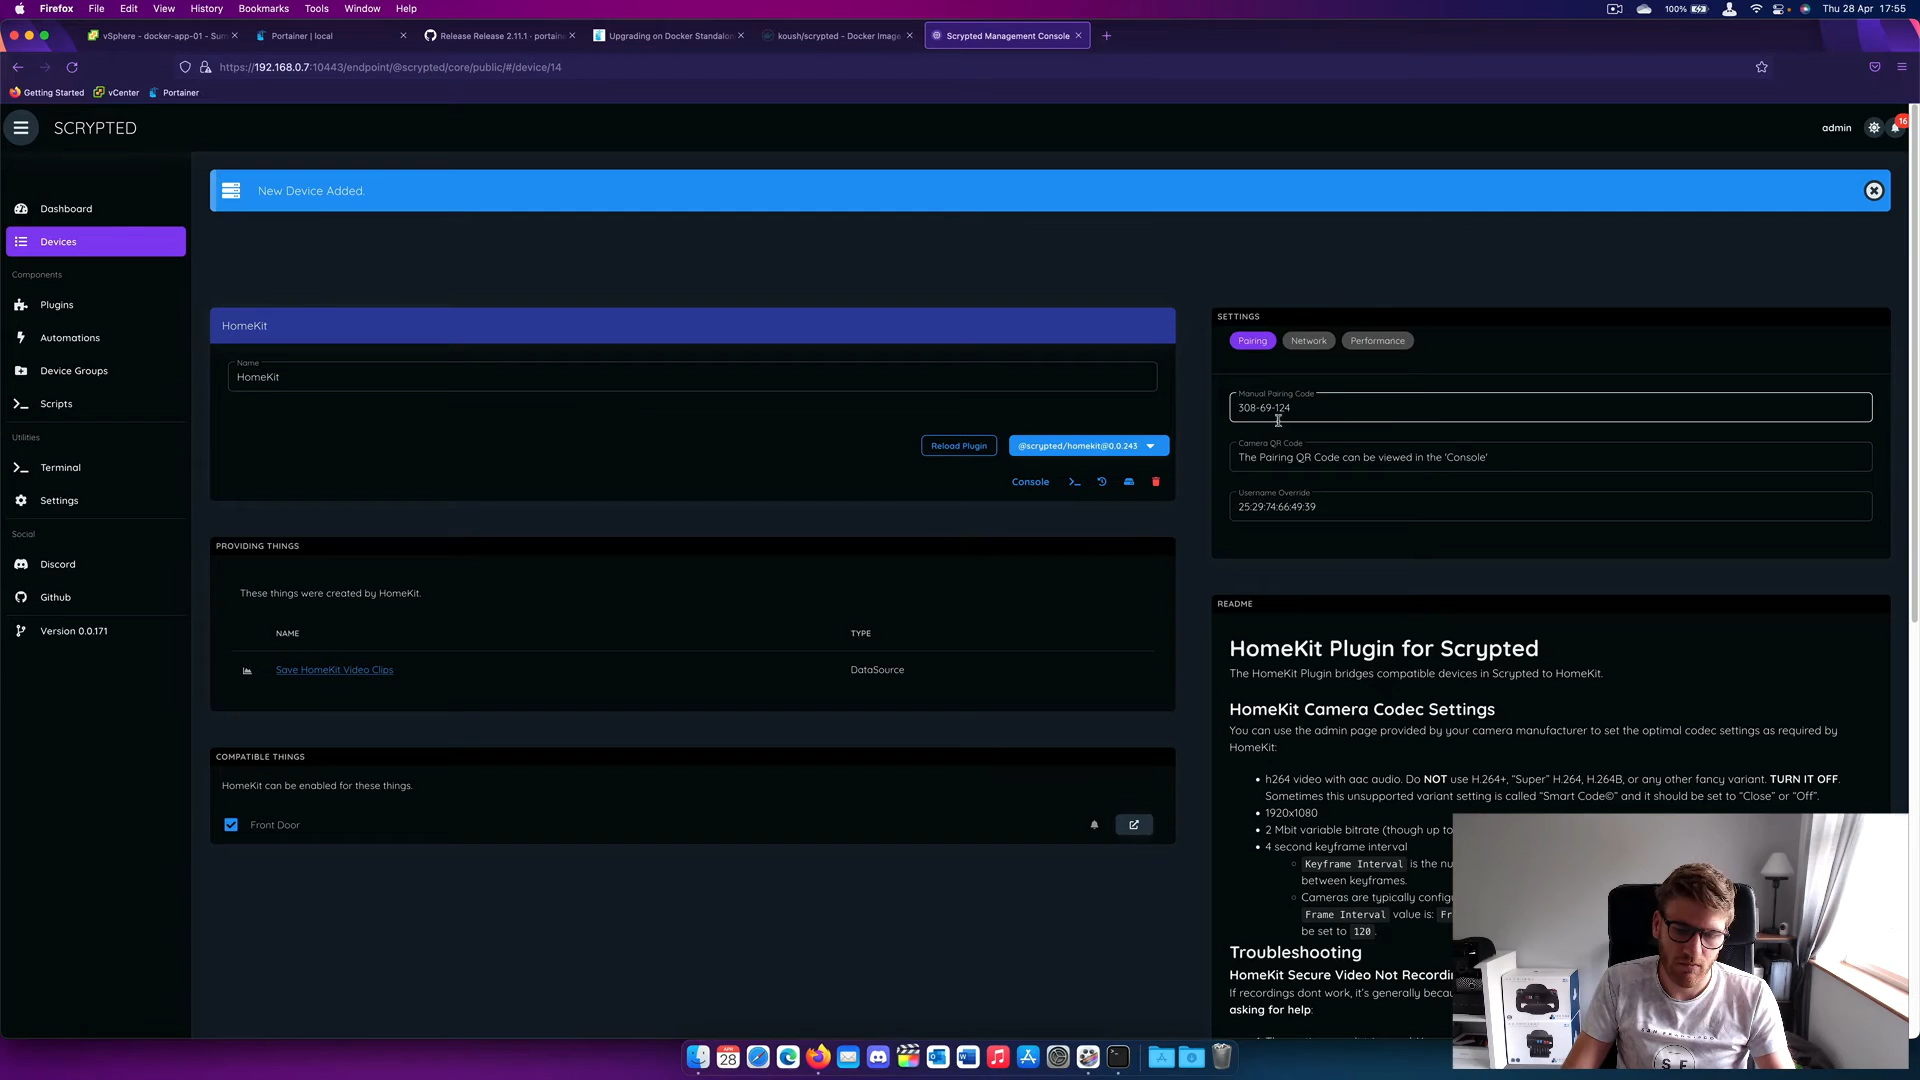 Firefox File Edit View History Bookmarks Tools Window Help
100% Thu 28 Apr 17:55
vSphere - docker-app-01 - Sum
Portainer | local
Release Release 2.11.1 · portain
Upgrading on Docker Standalon
koush/scrypted - Docker Image
Scrypted Management Console
https://192.168.0.7:10443/endpoint/@scrypted/core/public/#/device/14
Getting Started vCenter Portainer
SCRYPTED
admin
16
New Device Added.
Dashboard
Devices
Components
Plugins
Automations
Device Groups
Scripts
Utilities
Terminal
Settings
Social
Discord
Github
Version 0.0.171
HomeKit
Name
HomeKit
Reload Plugin @scrypted/homekit@0.0.243
Console
PROVIDING THINGS
These things were created by HomeKit.
NAME TYPE
Save HomeKit Video Clips DataSource
COMPATIBLE THINGS
HomeKit can be enabled for these things.
Front Door
SETTINGS
Pairing Network Performance
Manual Pairing Code
308-69-124
Camera QR Code
The Pairing QR Code can be viewed in the 'Console'
Username Override
25:29:74:66:49:39
README
HomeKit Plugin for Scrypted
The HomeKit Plugin bridges compatible devices in Scrypted to HomeKit.
HomeKit Camera Codec Settings
You can use the admin page provided by your camera manufacturer to set the optimal codec settings as required by
HomeKit:
• h264 video with aac audio. Do NOT use H.264+, "Super" H.264, H.264B, or any other fancy variant. TURN IT OFF.
Sometimes this unsupported variant setting is called "Smart Code©" and it should be set to "Close" or "Off".
• 1920x1080
• 2 Mbit variable bitrate (though up to
• 4 second keyframe interval
Keyframe Interval is the nu
between keyframes.
Cameras are typically config
Frame Interval value is: Fr
be set to 120.
Troubleshooting
HomeKit Secure Video Not Recordin
If recordings dont work, it's generally becau
asking for help:
APR
28